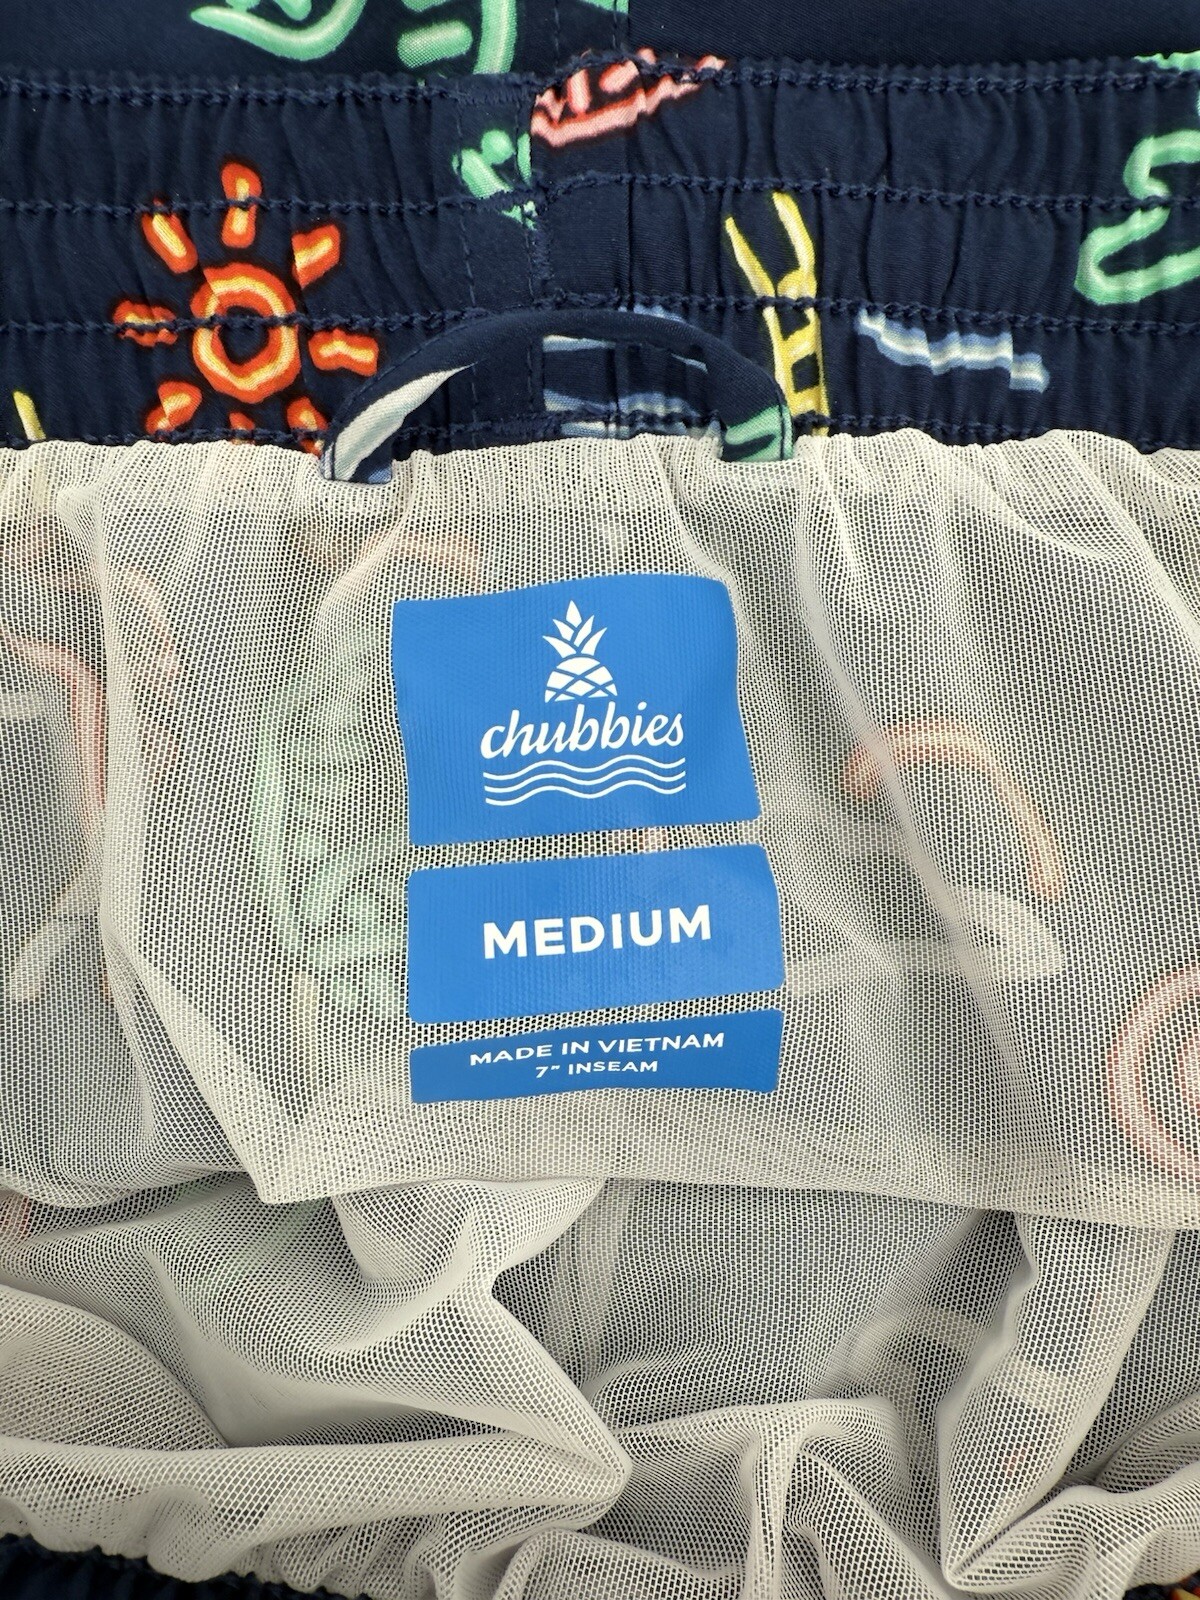 chubbies
MEDIUM
MADE IN VIETNAM
7" INSEAM